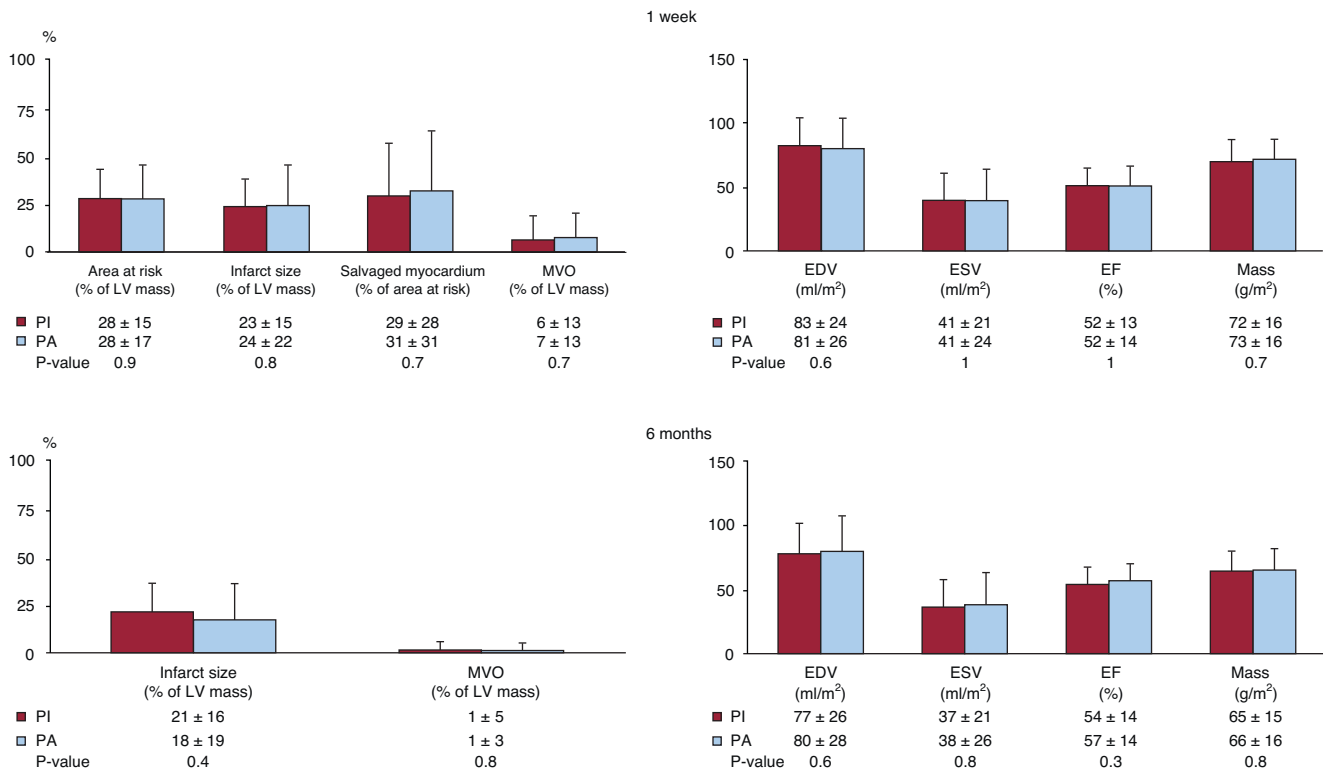 1 week
%
100
75
50
25
0
Area at risk Infarct size Salvaged myocardium MVO
(% of LV mass) (% of LV mass) (% of area at risk) (% of LV mass)
PI 28 ± 15 23 ± 15 29 ± 28 6 ± 13
PA 28 ± 17 24 ± 22 31 ± 31 7 ± 13
P-value 0.9 0.8 0.7 0.7
150
100
50
0
EDV ESV EF Mass
(ml/m²) (ml/m²) (%) (g/m²)
PI 83 ± 24 41 ± 21 52 ± 13 72 ± 16
PA 81 ± 26 41 ± 24 52 ± 14 73 ± 16
P-value 0.6 1 1 0.7
6 months
%
100
75
50
25
0
Infarct size MVO
(% of LV mass) (% of LV mass)
PI 21 ± 16 1 ± 5
PA 18 ± 19 1 ± 3
P-value 0.4 0.8
150
100
50
0
EDV ESV EF Mass
(ml/m²) (ml/m²) (%) (g/m²)
PI 77 ± 26 37 ± 21 54 ± 14 65 ± 15
PA 80 ± 28 38 ± 26 57 ± 14 66 ± 16
P-value 0.6 0.8 0.3 0.8